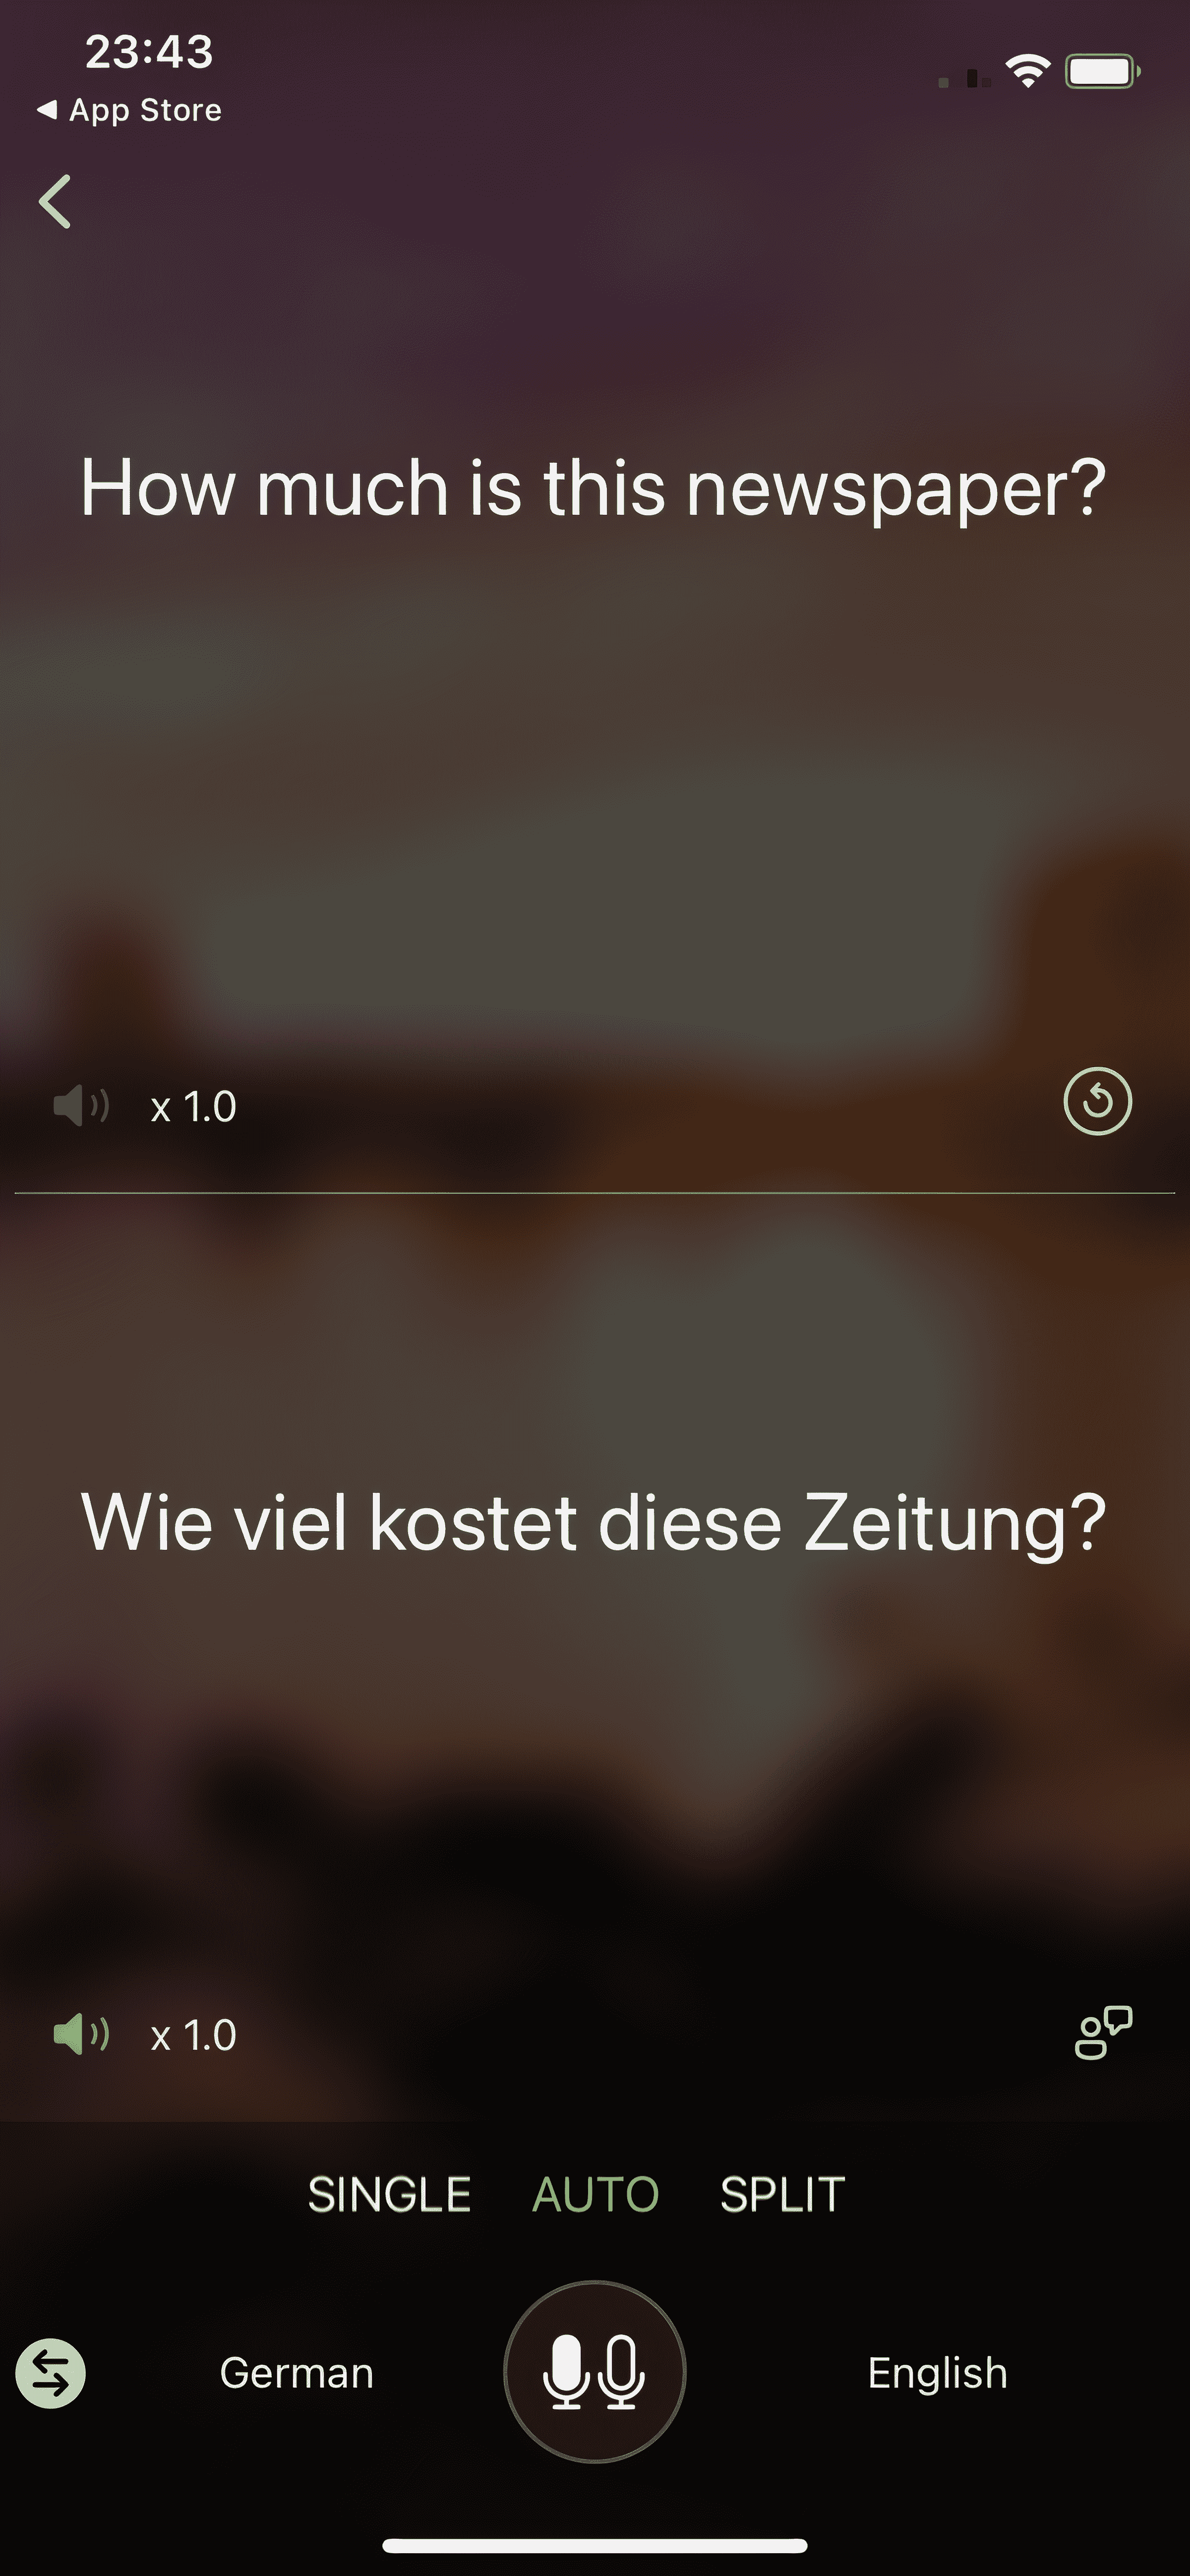 23:43
App Store
How much is this newspaper?
x 1.0
Wie viel kostet diese Zeitung?
x 1.0
SINGLE AUTO SPLIT
German English